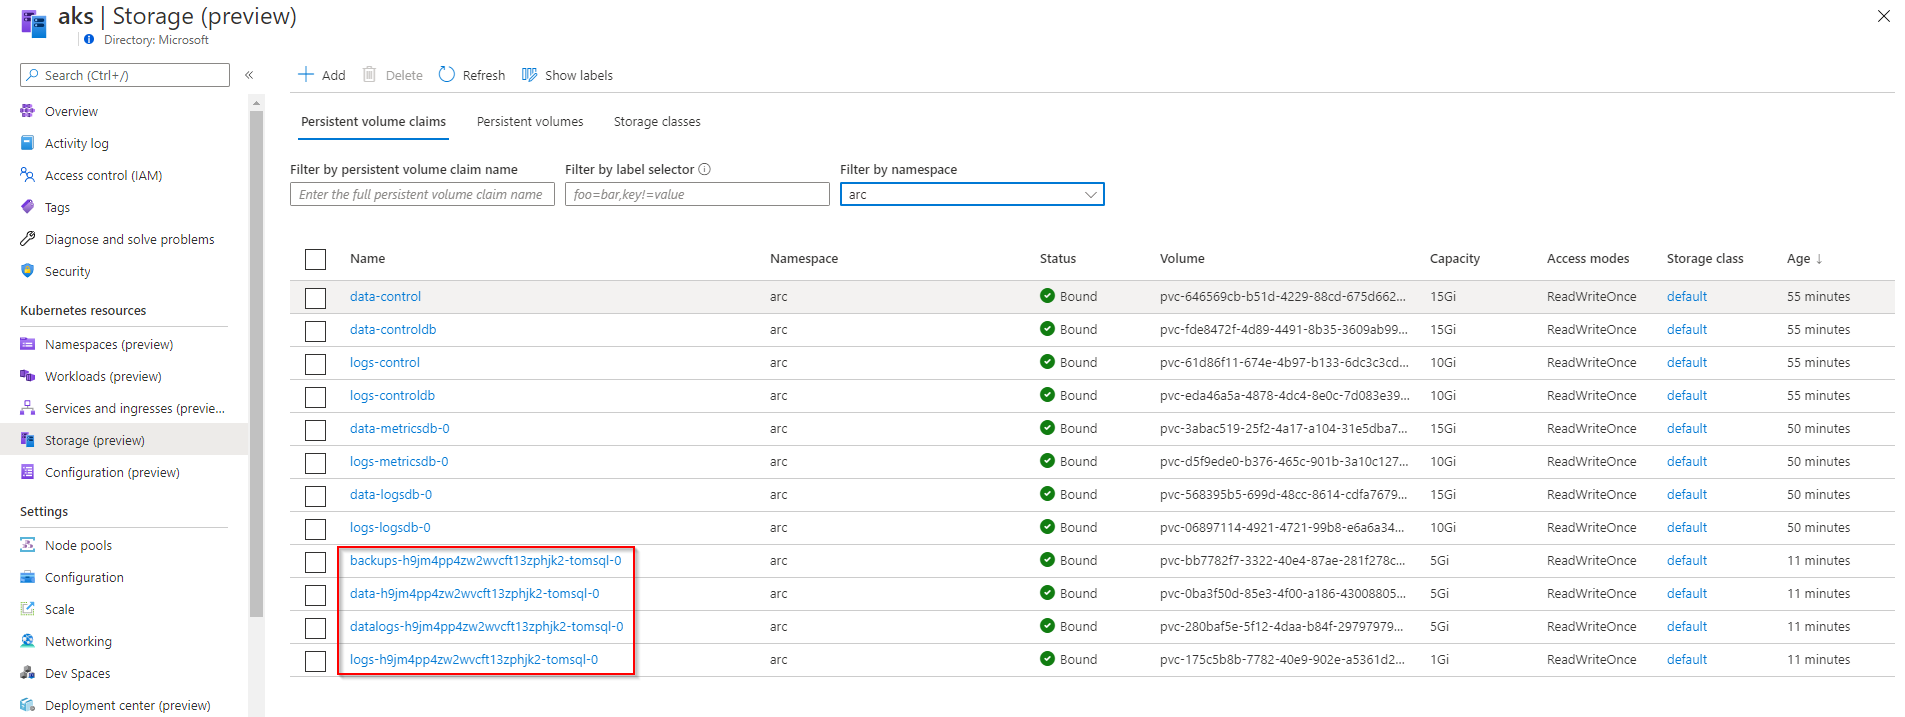 aks | Storage (preview)
Directory: Microsoft
Search (Ctrl+/)
«
Overview
Activity log
Access control (IAM)
Tags
Diagnose and solve problems
Security
Kubernetes resources
Namespaces (preview)
Workloads (preview)
Services and ingresses (previe...
Storage (preview)
Configuration (preview)
Settings
Node pools
Configuration
Scale
Networking
Dev Spaces
Deployment center (preview)
Add Delete Refresh Show labels
Persistent volume claims Persistent volumes Storage classes
Filter by persistent volume claim name Filter by label selector Filter by namespace
Enter the full persistent volume claim name foo=bar,key!=value arc
Name Namespace Status Volume Capacity Access modes Storage class Age ↓
data-control arc Bound pvc-646569cb-b51d-4229-88cd-675d662... 15Gi ReadWriteOnce default 55 minutes
data-controldb arc Bound pvc-fde8472f-4d89-4491-8b35-3609ab99... 15Gi ReadWriteOnce default 55 minutes
logs-control arc Bound pvc-61d86f11-674e-4b97-b133-6dc3c3cd... 10Gi ReadWriteOnce default 55 minutes
logs-controldb arc Bound pvc-eda46a5a-4878-4dc4-8e0c-7d083e39... 10Gi ReadWriteOnce default 55 minutes
data-metricsdb-0 arc Bound pvc-3abac519-25f2-4a17-a104-31e5dba7... 15Gi ReadWriteOnce default 50 minutes
logs-metricsdb-0 arc Bound pvc-d5f9ede0-b376-465c-901b-3a10c127... 10Gi ReadWriteOnce default 50 minutes
data-logsdb-0 arc Bound pvc-568395b5-699d-48cc-8614-cdfa7679... 15Gi ReadWriteOnce default 50 minutes
logs-logsdb-0 arc Bound pvc-06897114-4921-4721-99b8-e6a6a34... 10Gi ReadWriteOnce default 50 minutes
backups-h9jm4pp4zw2wvcft13zphjk2-tomsql-0 arc Bound pvc-bb7782f7-3322-40e4-87ae-281f278c... 5Gi ReadWriteOnce default 11 minutes
data-h9jm4pp4zw2wvcft13zphjk2-tomsql-0 arc Bound pvc-0ba3f50d-85e3-4f00-a186-43008805... 5Gi ReadWriteOnce default 11 minutes
datalogs-h9jm4pp4zw2wvcft13zphjk2-tomsql-0 arc Bound pvc-280baf5e-5f12-4daa-b84f-29797979... 5Gi ReadWriteOnce default 11 minutes
logs-h9jm4pp4zw2wvcft13zphjk2-tomsql-0 arc Bound pvc-175c5b8b-7782-40e9-902e-a5361d2... 1Gi ReadWriteOnce default 11 minutes